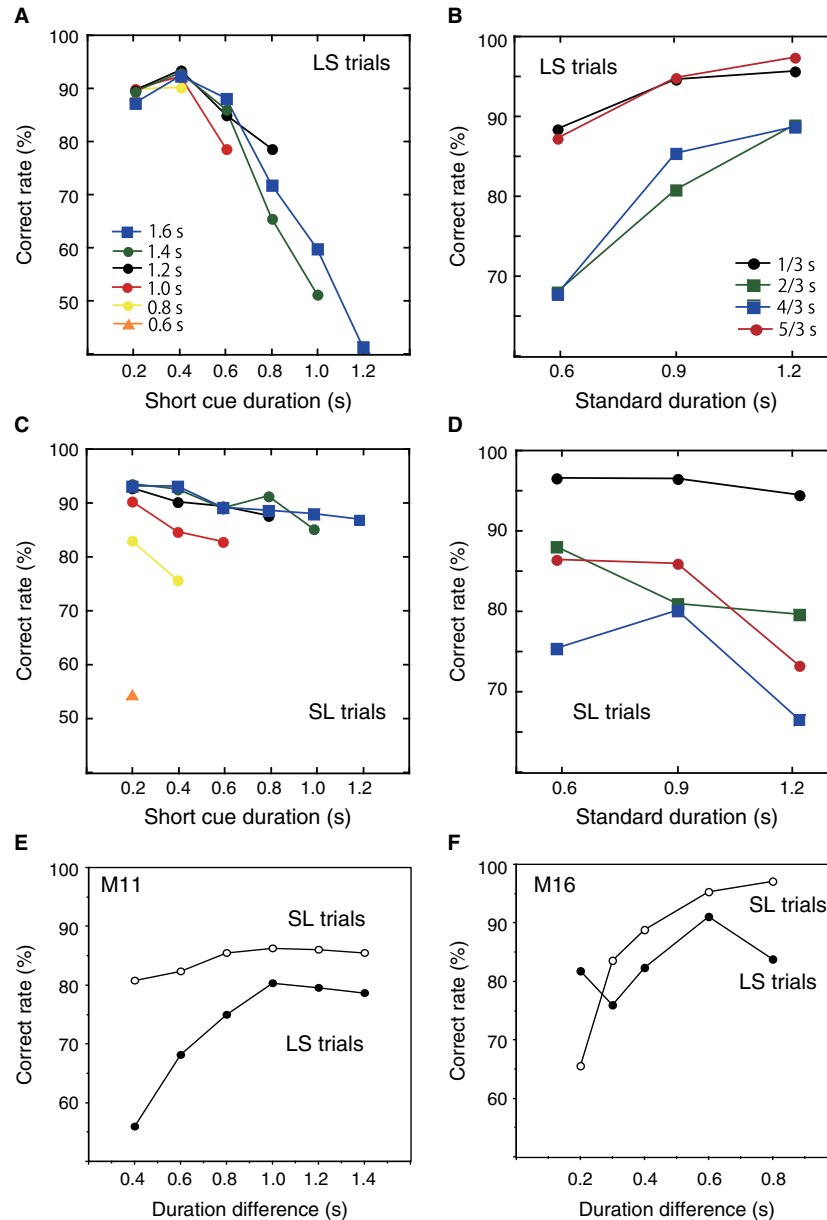 A
LS trials
Correct rate (%)
100
90
80
70
60
50
1.6 s
1.4 s
1.2 s
1.0 s
0.8 s
0.6 s
0.2 0.4 0.6 0.8 1.0 1.2
Short cue duration (s)
B
LS trials
Correct rate (%)
100
90
80
70
1/3 s
2/3 s
4/3 s
5/3 s
0.6 0.9 1.2
Standard duration (s)
C
Correct rate (%)
100
90
80
70
60
50
SL trials
0.2 0.4 0.6 0.8 1.0 1.2
Short cue duration (s)
D
Correct rate (%)
100
90
80
70
SL trials
0.6 0.9 1.2
Standard duration (s)
E
M11
SL trials
LS trials
Correct rate (%)
100
90
80
70
60
0.4 0.6 0.8 1.0 1.2 1.4
Duration difference (s)
F
M16
SL trials
LS trials
Correct rate (%)
100
90
80
70
60
0.2 0.4 0.6 0.8
Duration difference (s)